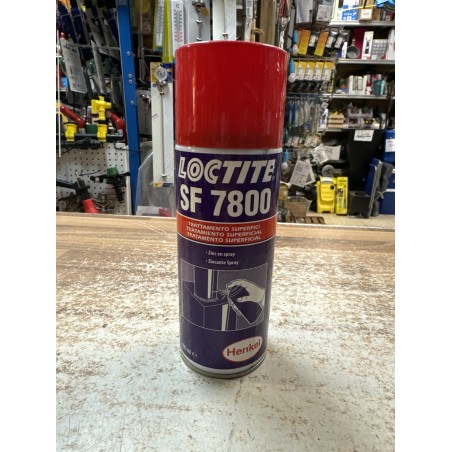 LOCTITE
SF 7800
• TRATTAMENTO SUPERFICI
• TRATAMIENTO SUPERFICIAL
• TRATAMENTO SUPERFICIAL
• Zinc en spray
• Zincante Spray
Henkel